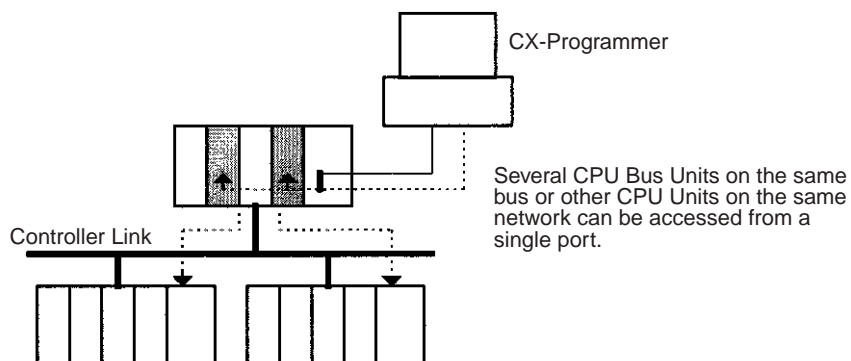 CX-Programmer
Several CPU Bus Units on the same
bus or other CPU Units on the same
network can be accessed from a
single port.
Controller Link